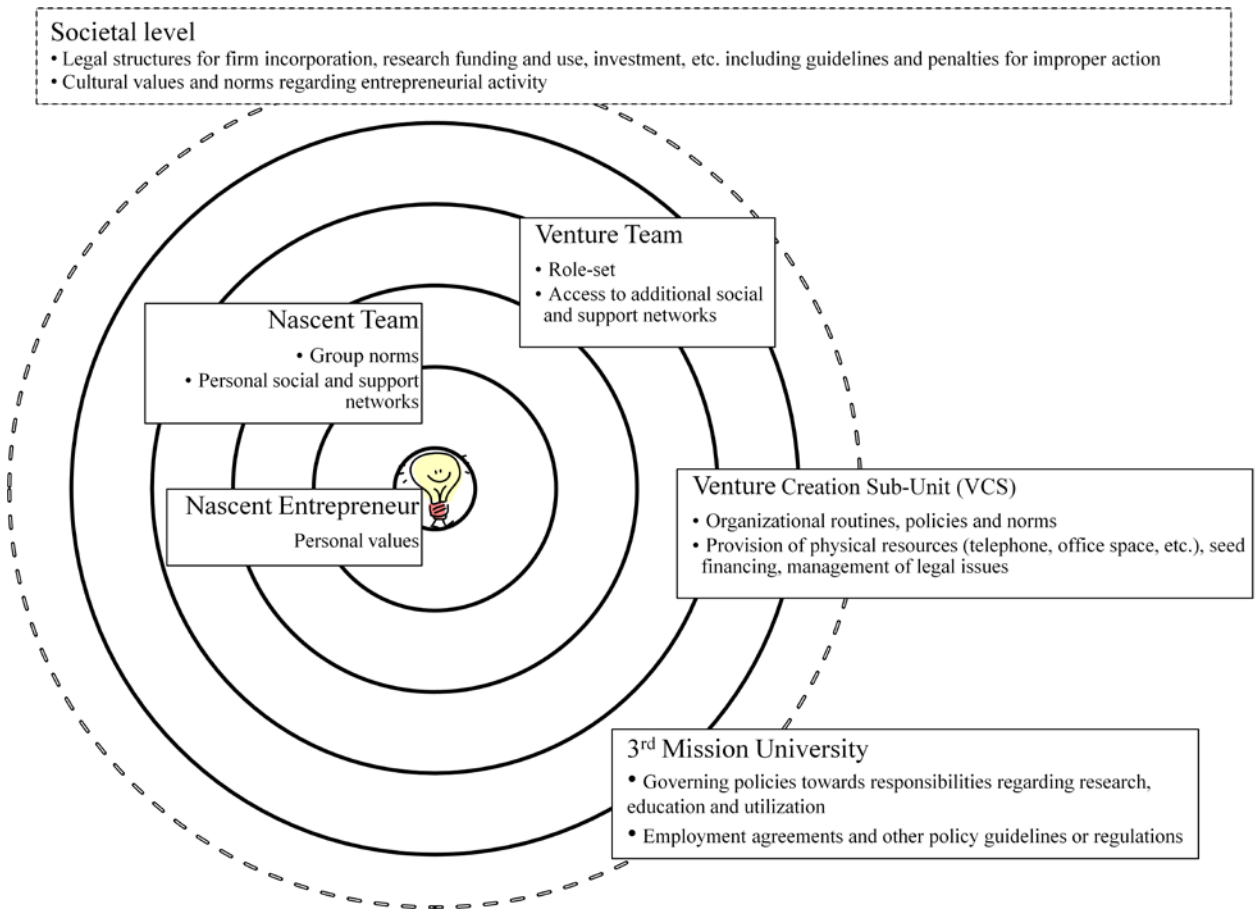 Societal level
• Legal structures for firm incorporation, research funding and use, investment, etc. including guidelines and penalties for improper action
• Cultural values and norms regarding entrepreneurial activity
Venture Team
• Role-set
• Access to additional social
and support networks
Nascent Team
• Group norms
• Personal social and support
networks
Nascent Entrepreneur
Personal values
Venture Creation Sub-Unit (VCS)
• Organizational routines, policies and norms
• Provision of physical resources (telephone, office space, etc.), seed
financing, management of legal issues
3rd Mission University
• Governing policies towards responsibilities regarding research,
education and utilization
• Employment agreements and other policy guidelines or regulations